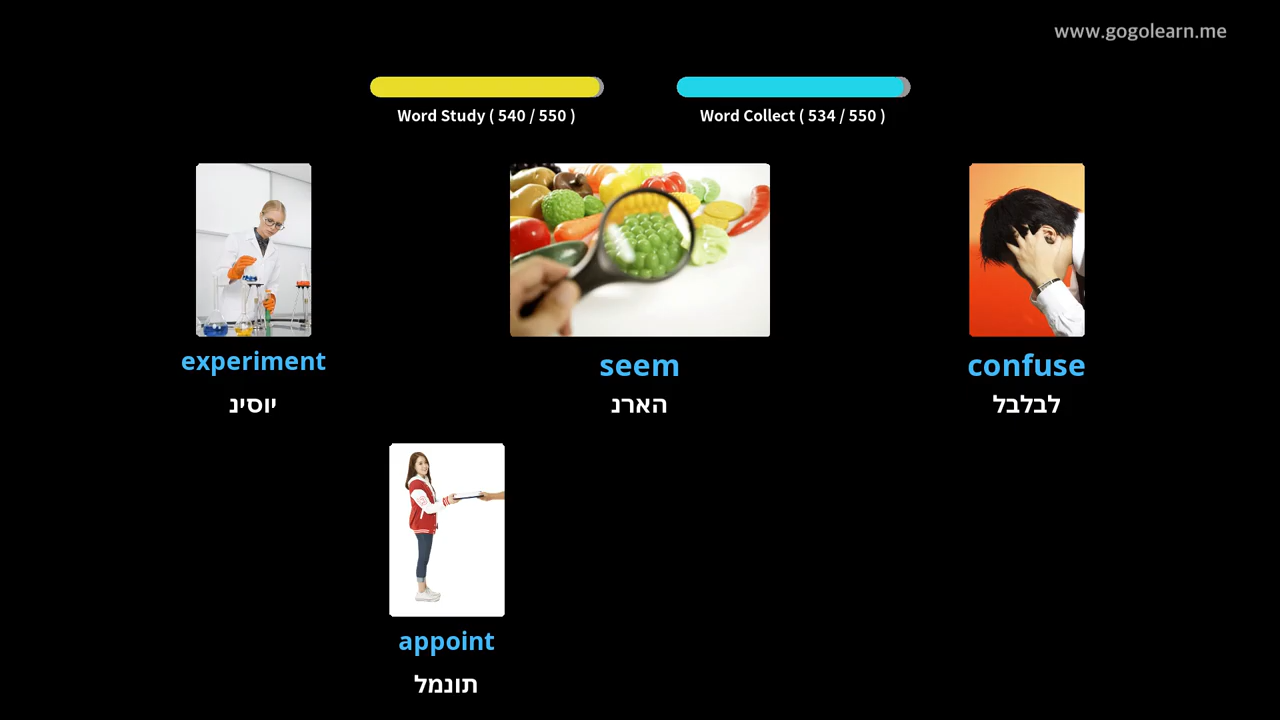 www.gogolearn.me
Word Study ( 540 / 550 )
Word Collect ( 534 / 550 )
experiment
יוסינ
seem
הארנ
confuse
לבלבל
appoint
תונמל